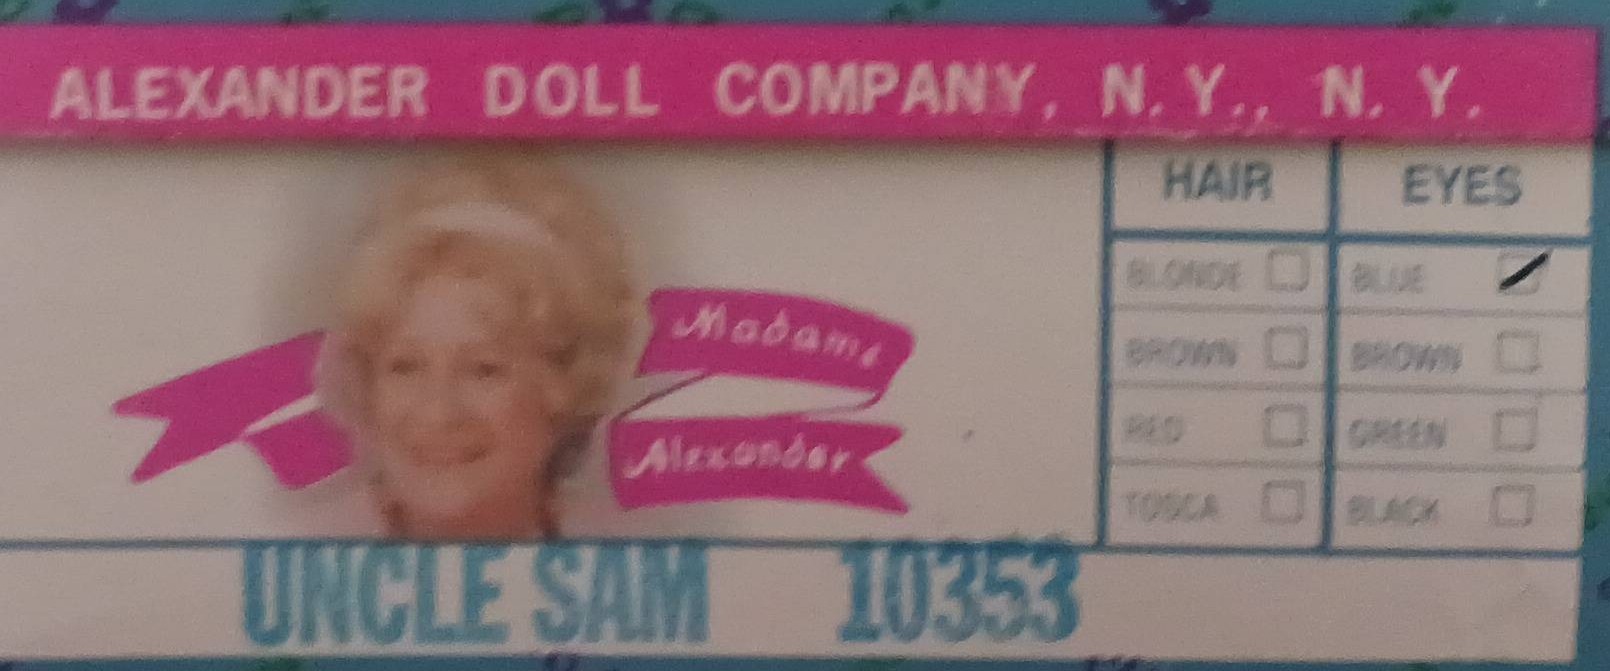 ALEXANDER DOLL COMPANY, N. Y., N. Y.
Madame
Alexander
HAIR EYES
BLONDE BLUE
BROWN BROWN
RED GREEN
TOSCA BLACK
UNCLE SAM 10353